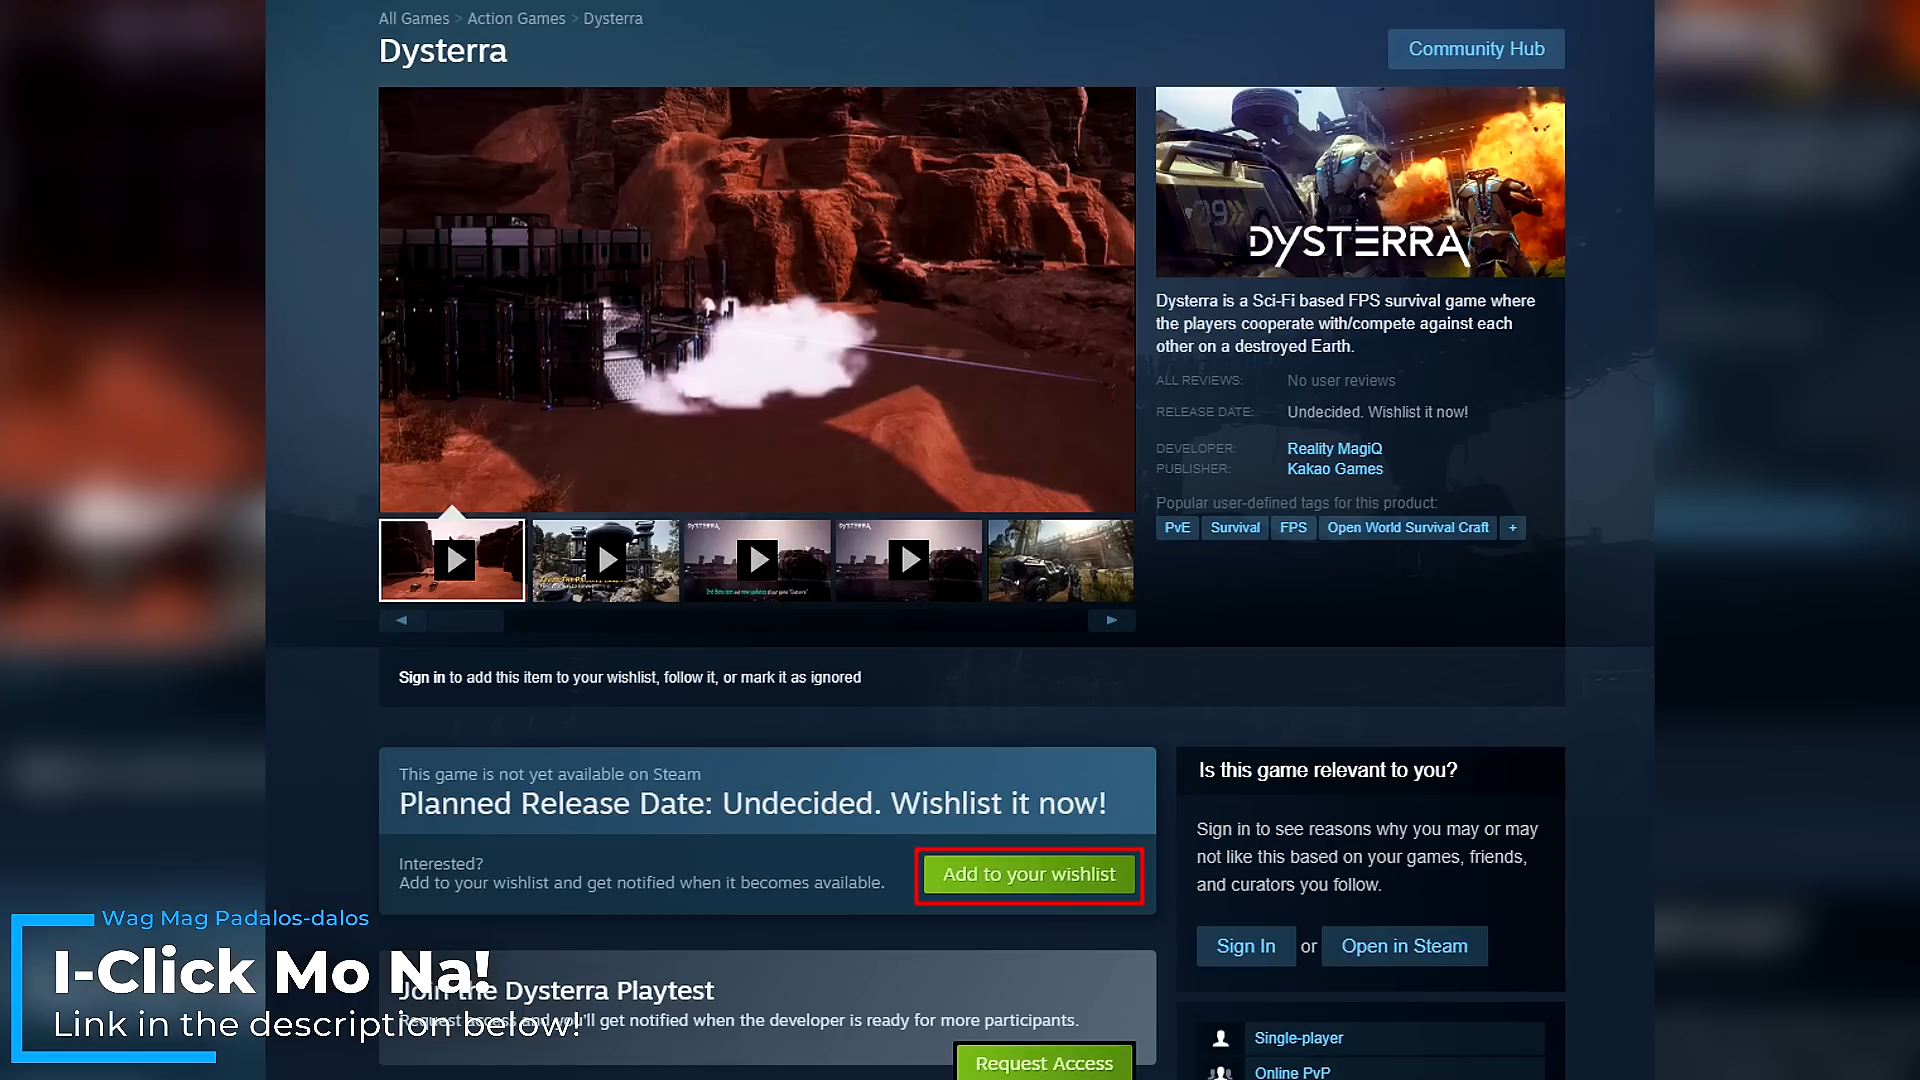 All Games > Action Games > Dysterra
Dysterra
Community Hub
79
DYSTERRA
Dysterra is a Sci-Fi based FPS survival game where
the players cooperate with/compete against each
other on a destroyed Earth.
ALL REVIEWS: No user reviews
RELEASE DATE: Undecided. Wishlist it now!
DEVELOPER: Reality MagiQ
PUBLISHER: Kakao Games
Popular user-defined tags for this product:
PvE Survival FPS Open World Survival Craft +
DYSTERRA
DYSTERRA
Sign in to add this item to your wishlist, follow it, or mark it as ignored
This game is not yet available on Steam
Planned Release Date: Undecided. Wishlist it now!
Interested?
Add to your wishlist and get notified when it becomes available.
Add to your wishlist
Is this game relevant to you?
Sign in to see reasons why you may or may
not like this based on your games, friends,
and curators you follow.
Sign In or Open in Steam
Join the Dysterra Playtest
Request access and you'll get notified when the developer is ready for more participants.
Request Access
Single-player
Online PvP
Wag Mag Padalos-dalos
I-Click Mo Na!
Link in the description below!